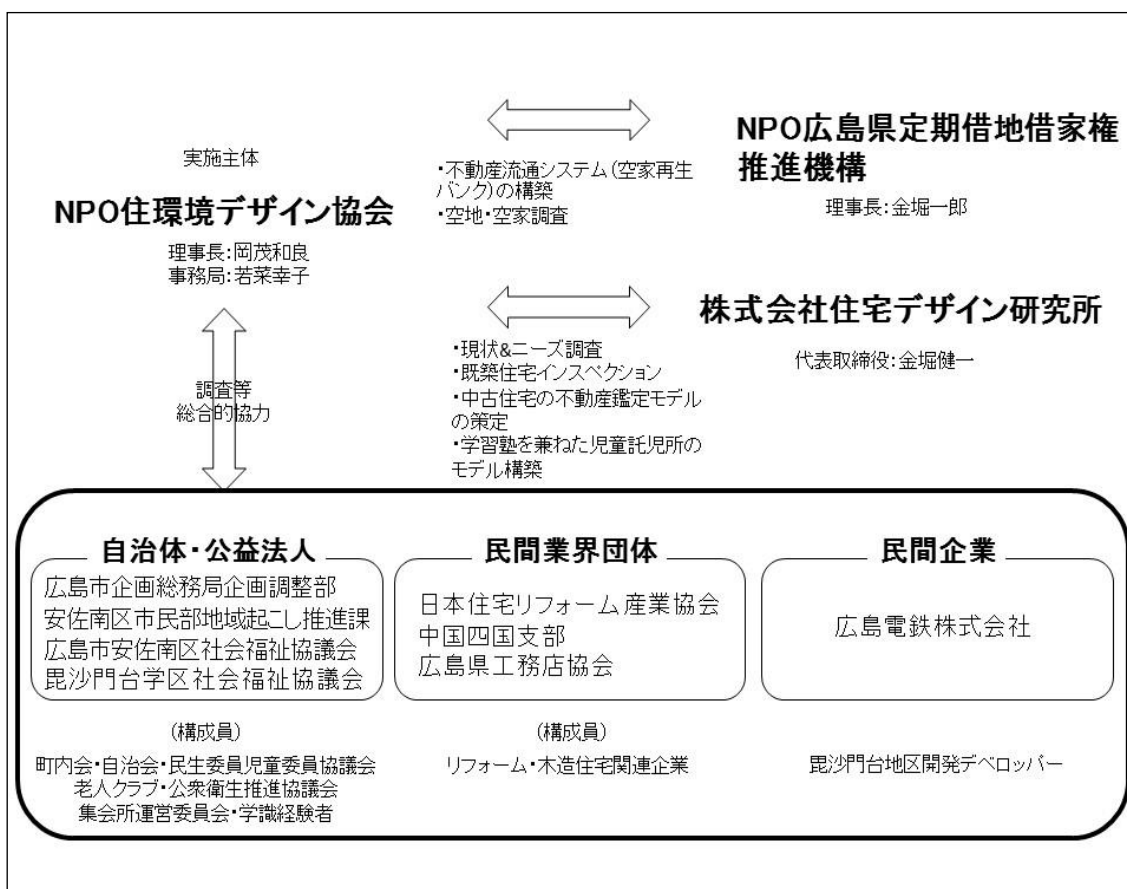 実施主体
NPO住環境デザイン協会
理事長:岡茂和良
事務局:若菜幸子
・不動産流通システム(空家再生
バンク)の構築
・空地・空家調査
NPO広島県定期借地借家権
推進機構
理事長:金堀一郎
・現状&ニーズ調査
・既築住宅インスペクション
・中古住宅の不動産鑑定モデル
の策定
・学習塾を兼ねた児童託児所の
モデル構築
株式会社住宅デザイン研究所
代表取締役:金堀健一
調査等
総合的協力
自治体・公益法人
広島市企画総務局企画調整部
安佐南区市民部地域起こし推進課
広島市安佐南区社会福祉協議会
毘沙門台学区社会福祉協議会
(構成員)
町内会・自治会・民生委員児童委員協議会
老人クラブ・公衆衛生推進協議会
集会所運営委員会・学識経験者
民間業界団体
日本住宅リフォーム産業協会
中国四国支部
広島県工務店協会
(構成員)
リフォーム・木造住宅関連企業
民間企業
広島電鉄株式会社
毘沙門台地区開発デベロッパー